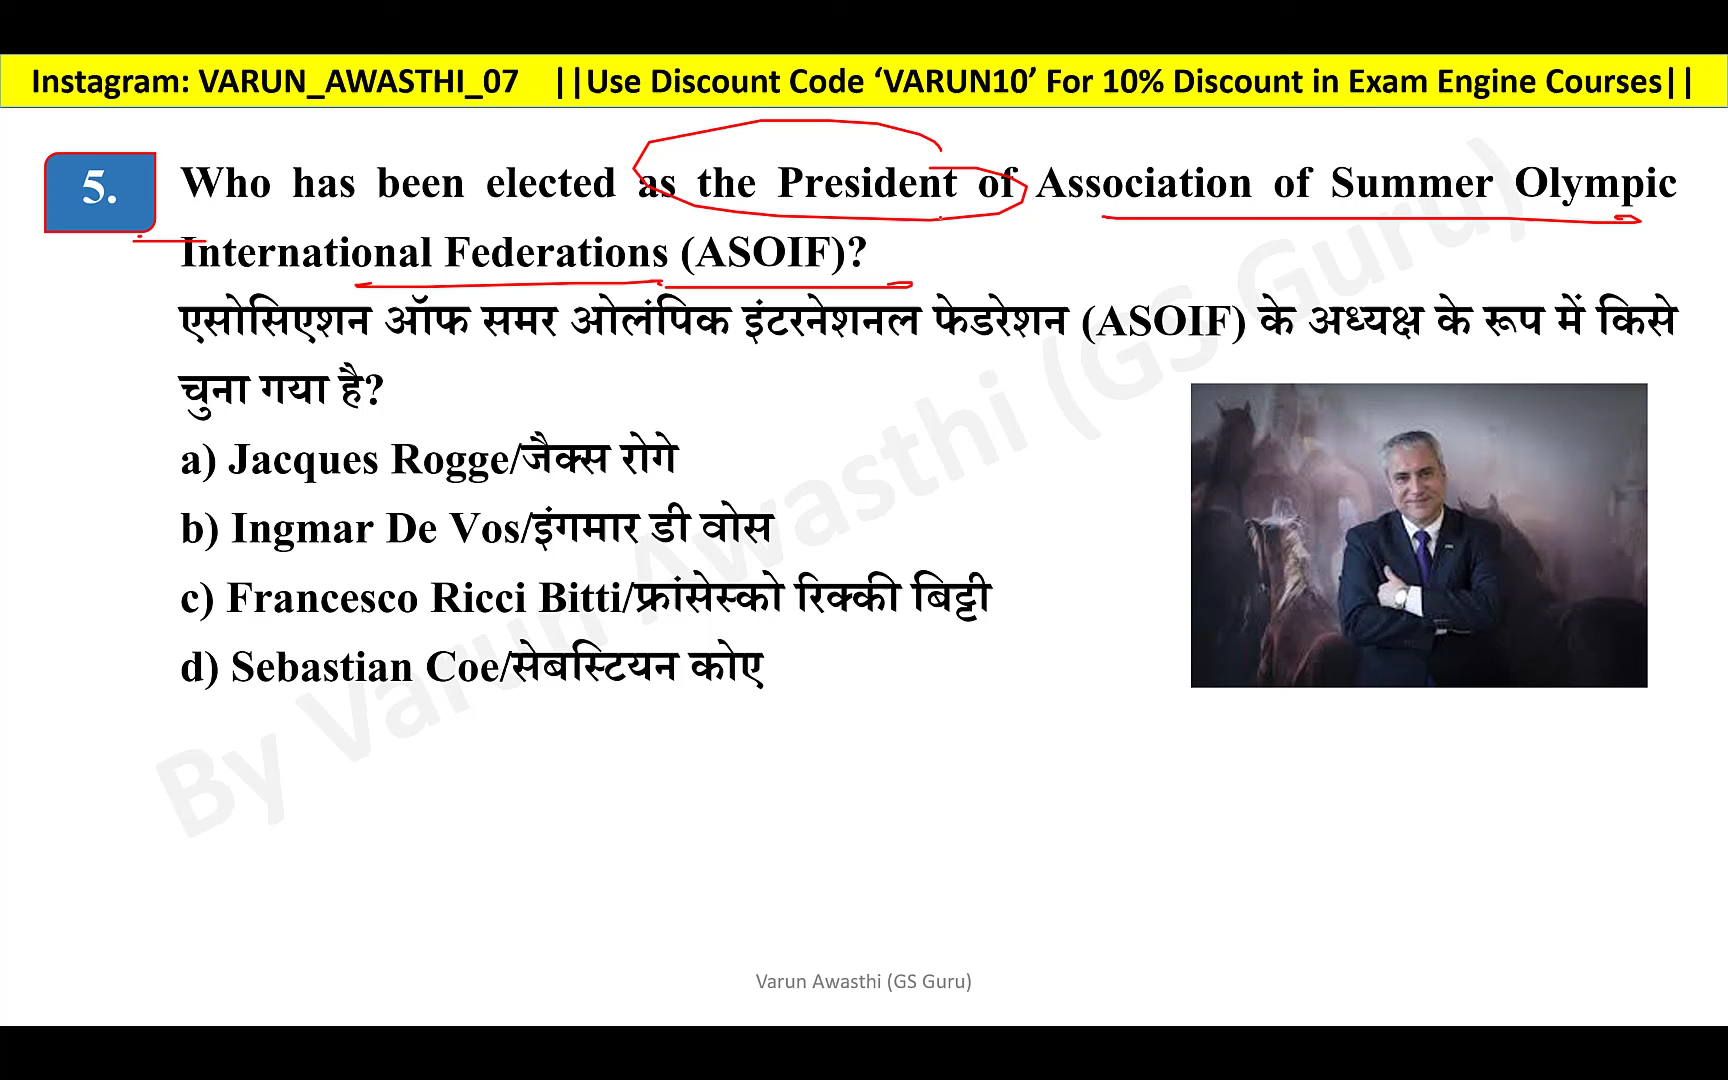 Instagram: VARUN_AWASTHI_07 ||Use Discount Code ‘VARUN10’ For 10% Discount in Exam Engine Courses||
5. Who has been elected as the President of Association of Summer Olympic
International Federations (ASOIF)?
एसोसिएशन ऑफ समर ओलंपिक इंटरनेशनल फेडरेशन (ASOIF) के अध्यक्ष के रूप में किसे
चुना गया है?
a) Jacques Rogge/जैक्स रोगे
b) Ingmar De Vos/इंगमार डी वोस
c) Francesco Ricci Bitti/फ्रांसेस्को रिक्की बिट्टी
d) Sebastian Coe/सेबस्टियन कोए
By Varun Awasthi (GS Guru)
Varun Awasthi (GS Guru)